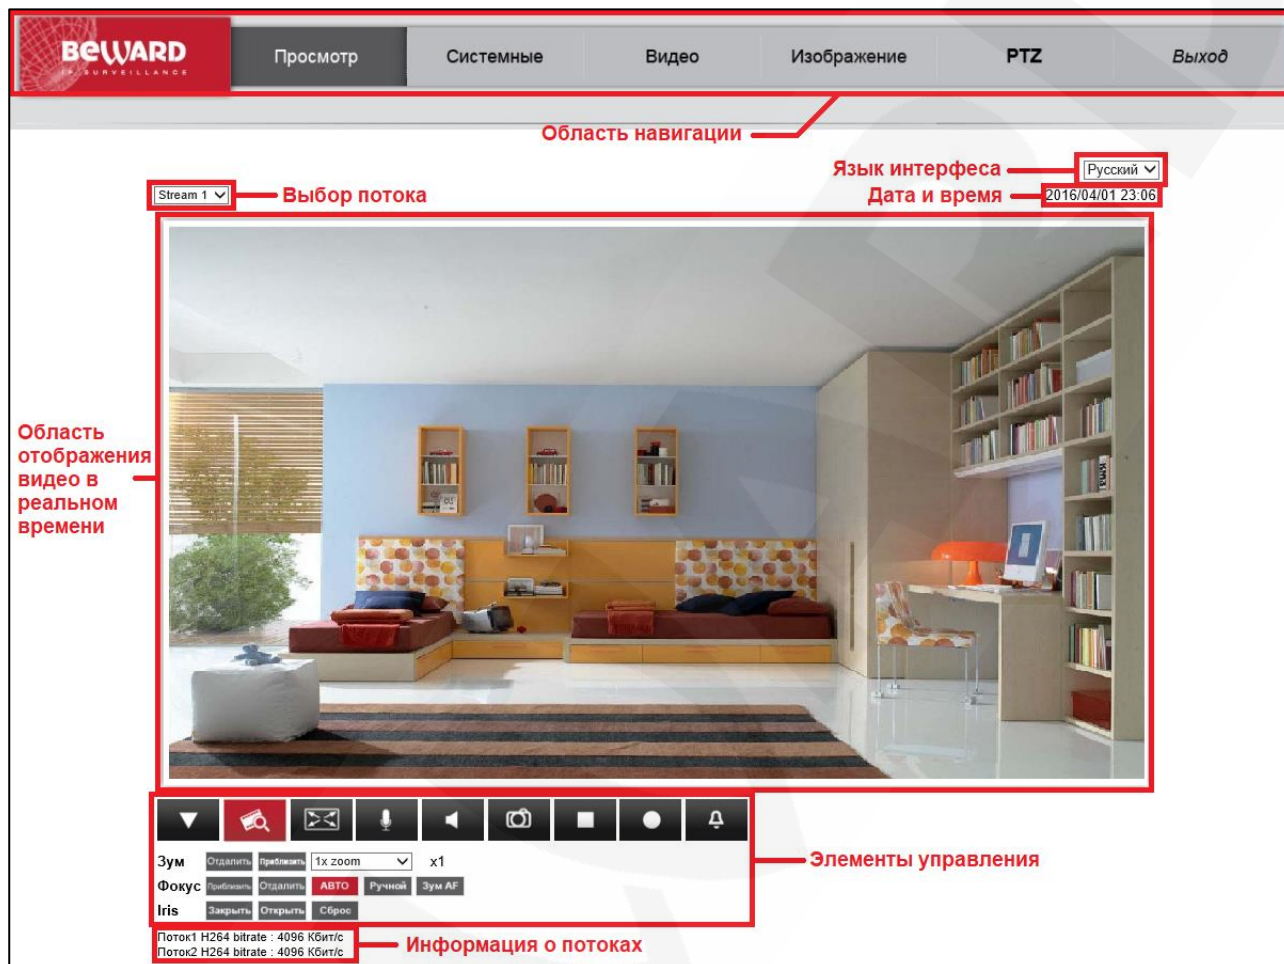 BEWARD
IP SURVEILLANCE
Просмотр
Системные
Видео
Изображение
PTZ
Выход
Область навигации
Язык интерфеса
Русский
Stream 1
Выбор потока
Дата и время
2016/04/01 23:06
Область
отображения
видео в
реальном
времени
Элементы управления
Зум Отдалить Приблизить 1x zoom x1
Фокус Приблизить Отдалить АВТО Ручной Зум AF
Iris Закрыть Открыть Сброс
Поток1 H264 bitrate : 4096 Кбит/с
Поток2 H264 bitrate : 4096 Кбит/с
Информация о потоках